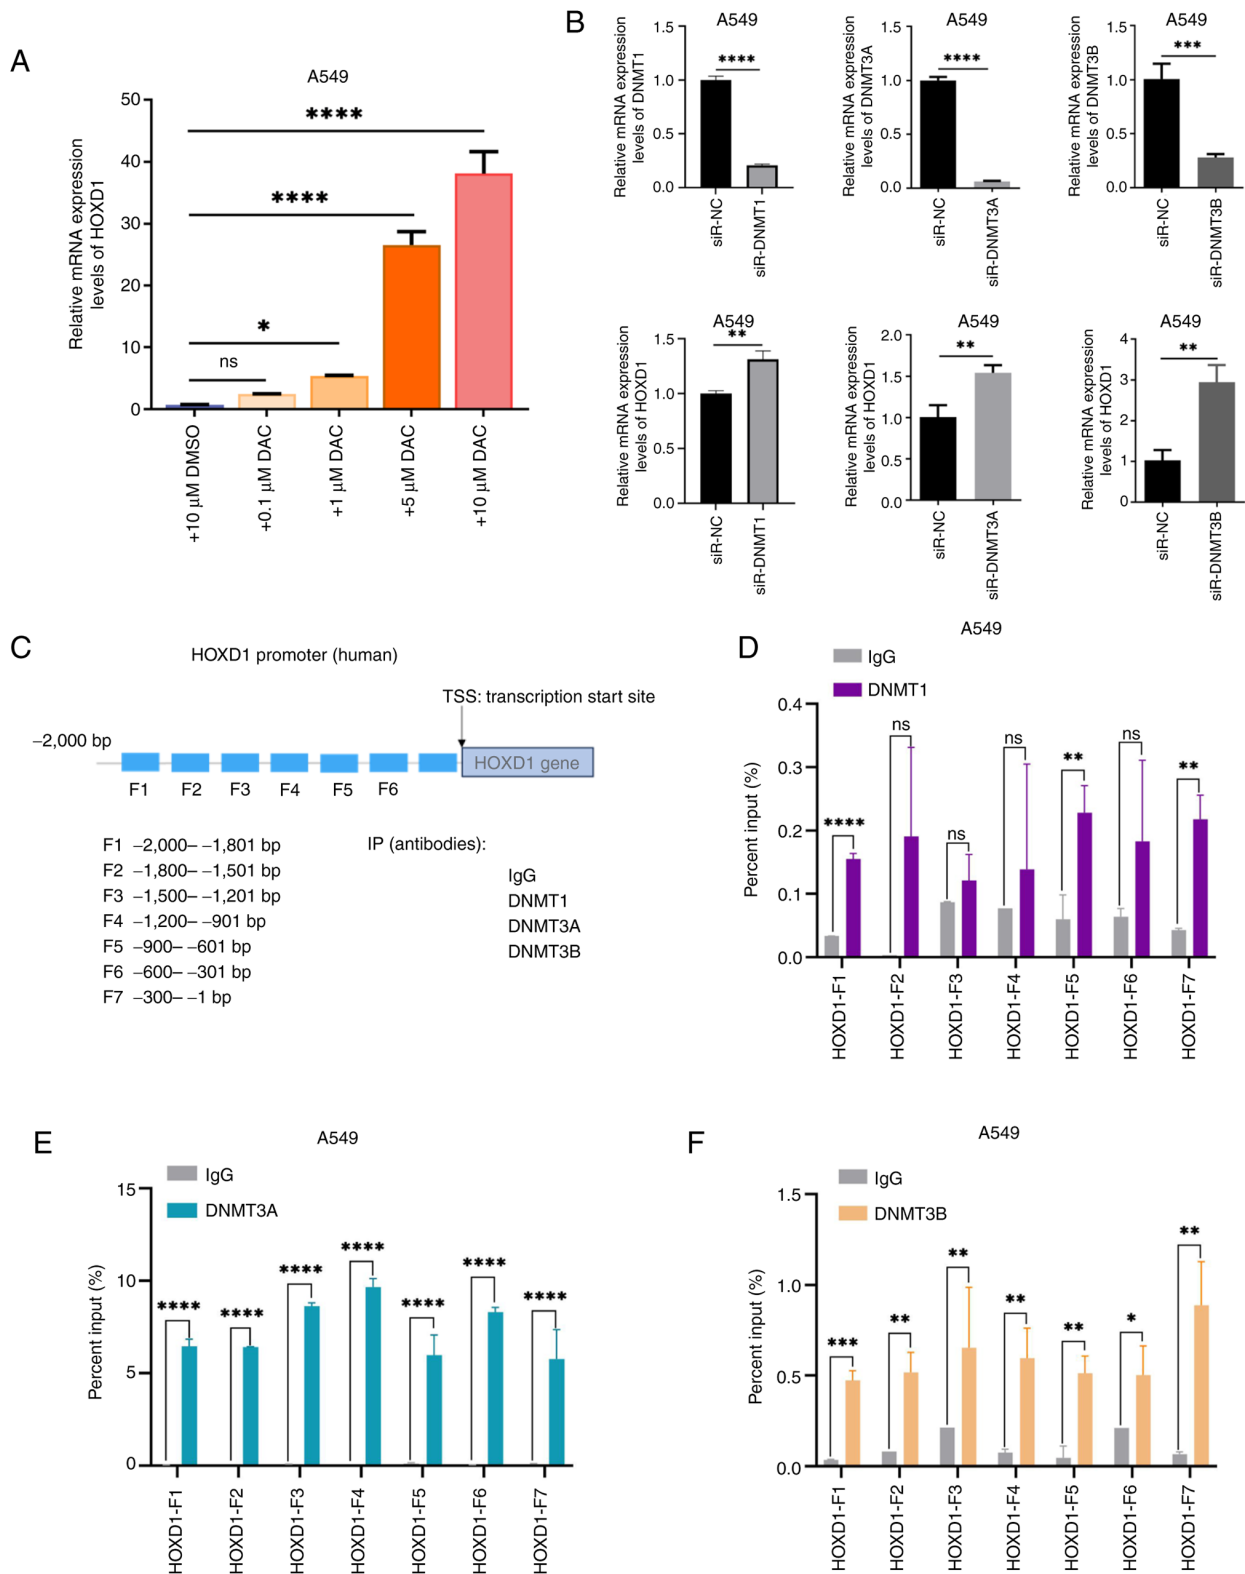 A
A549
Relative mRNA expression
levels of HOXD1
50
40
30
20
10
0
****
****
*
ns
+10 μM DMSO
+0.1 μM DAC
+1 μM DAC
+5 μM DAC
+10 μM DAC
B
A549
Relative mRNA expression
levels of DNMT1
1.5
1.0
0.5
0.0
****
siR-NC
siR-DNMT1
A549
Relative mRNA expression
levels of DNMT3A
1.5
1.0
0.5
0.0
****
siR-NC
siR-DNMT3A
A549
Relative mRNA expression
levels of DNMT3B
1.5
1.0
0.5
0.0
***
siR-NC
siR-DNMT3B
A549
Relative mRNA expression
levels of HOXD1
1.5
1.0
0.5
0.0
**
siR-NC
siR-DNMT1
A549
Relative mRNA expression
levels of HOXD1
2.0
1.5
1.0
0.5
0.0
**
siR-NC
siR-DNMT3A
A549
Relative mRNA expression
levels of HOXD1
4
3
2
1
0
**
siR-NC
siR-DNMT3B
C
HOXD1 promoter (human)
TSS: transcription start site
−2,000 bp
HOXD1 gene
F1 F2 F3 F4 F5 F6
F1 −2,000– −1,801 bp
F2 −1,800– −1,501 bp
F3 −1,500– −1,201 bp
F4 −1,200– −901 bp
F5 −900– −601 bp
F6 −600– −301 bp
F7 −300– −1 bp
IP (antibodies):
IgG
DNMT1
DNMT3A
DNMT3B
D
A549
IgG
DNMT1
Percent input (%)
0.4
0.3
0.2
0.1
0.0
****
ns
ns
ns
**
ns
**
HOXD1-F1
HOXD1-F2
HOXD1-F3
HOXD1-F4
HOXD1-F5
HOXD1-F6
HOXD1-F7
E
A549
IgG
DNMT3A
Percent input (%)
15
10
5
0
****
****
****
****
****
****
****
HOXD1-F1
HOXD1-F2
HOXD1-F3
HOXD1-F4
HOXD1-F5
HOXD1-F6
HOXD1-F7
F
A549
IgG
DNMT3B
Percent input (%)
1.5
1.0
0.5
0.0
***
**
**
**
**
*
**
HOXD1-F1
HOXD1-F2
HOXD1-F3
HOXD1-F4
HOXD1-F5
HOXD1-F6
HOXD1-F7